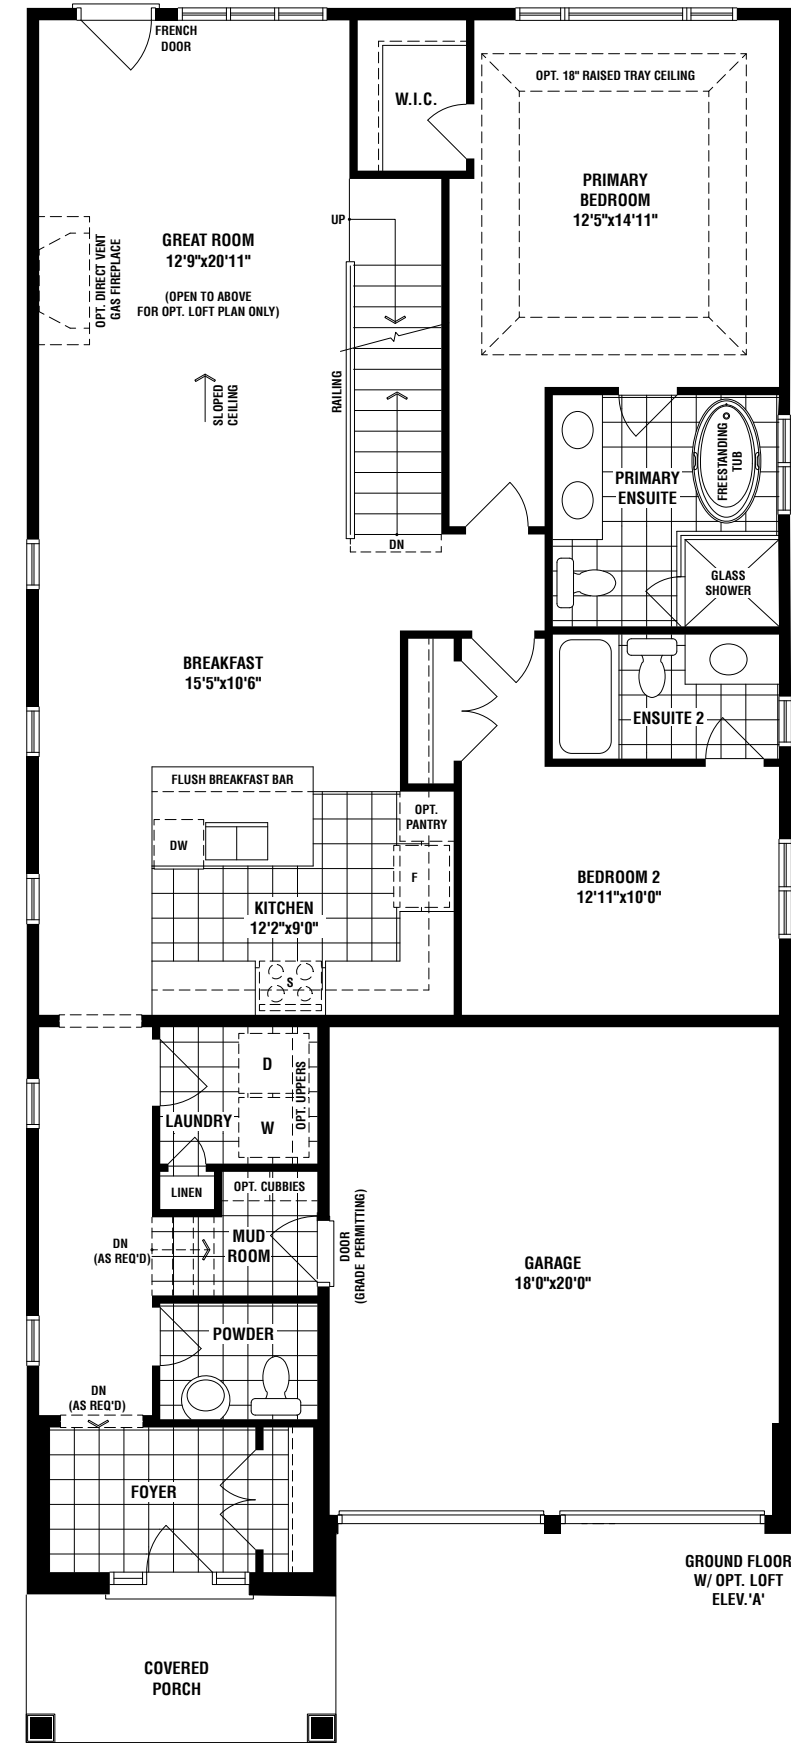 FRENCH
DOOR
W.I.C.
OPT. 18" RAISED TRAY CEILING
PRIMARY
BEDROOM
12'5"x14'11"
UP
GREAT ROOM
12'9"x20'11"
(OPEN TO ABOVE
FOR OPT. LOFT PLAN ONLY)
OPT. DIRECT VENT
GAS FIREPLACE
SLOPED
CEILING
RAILING
DN
PRIMARY
ENSUITE
FREESTANDING
TUB
GLASS
SHOWER
BREAKFAST
15'5"x10'6"
ENSUITE 2
FLUSH BREAKFAST BAR
DW
OPT.
PANTRY
F
KITCHEN
12'2"x9'0"
S
BEDROOM 2
12'11"x10'0"
D
W
OPT. UPPERS
LAUNDRY
LINEN
OPT. CUBBIES
DN
(AS REQ'D)
MUD
ROOM
DOOR
(GRADE PERMITTING)
GARAGE
18'0"x20'0"
POWDER
DN
(AS REQ'D)
FOYER
GROUND FLOOR
W/ OPT. LOFT
ELEV.'A'
COVERED
PORCH